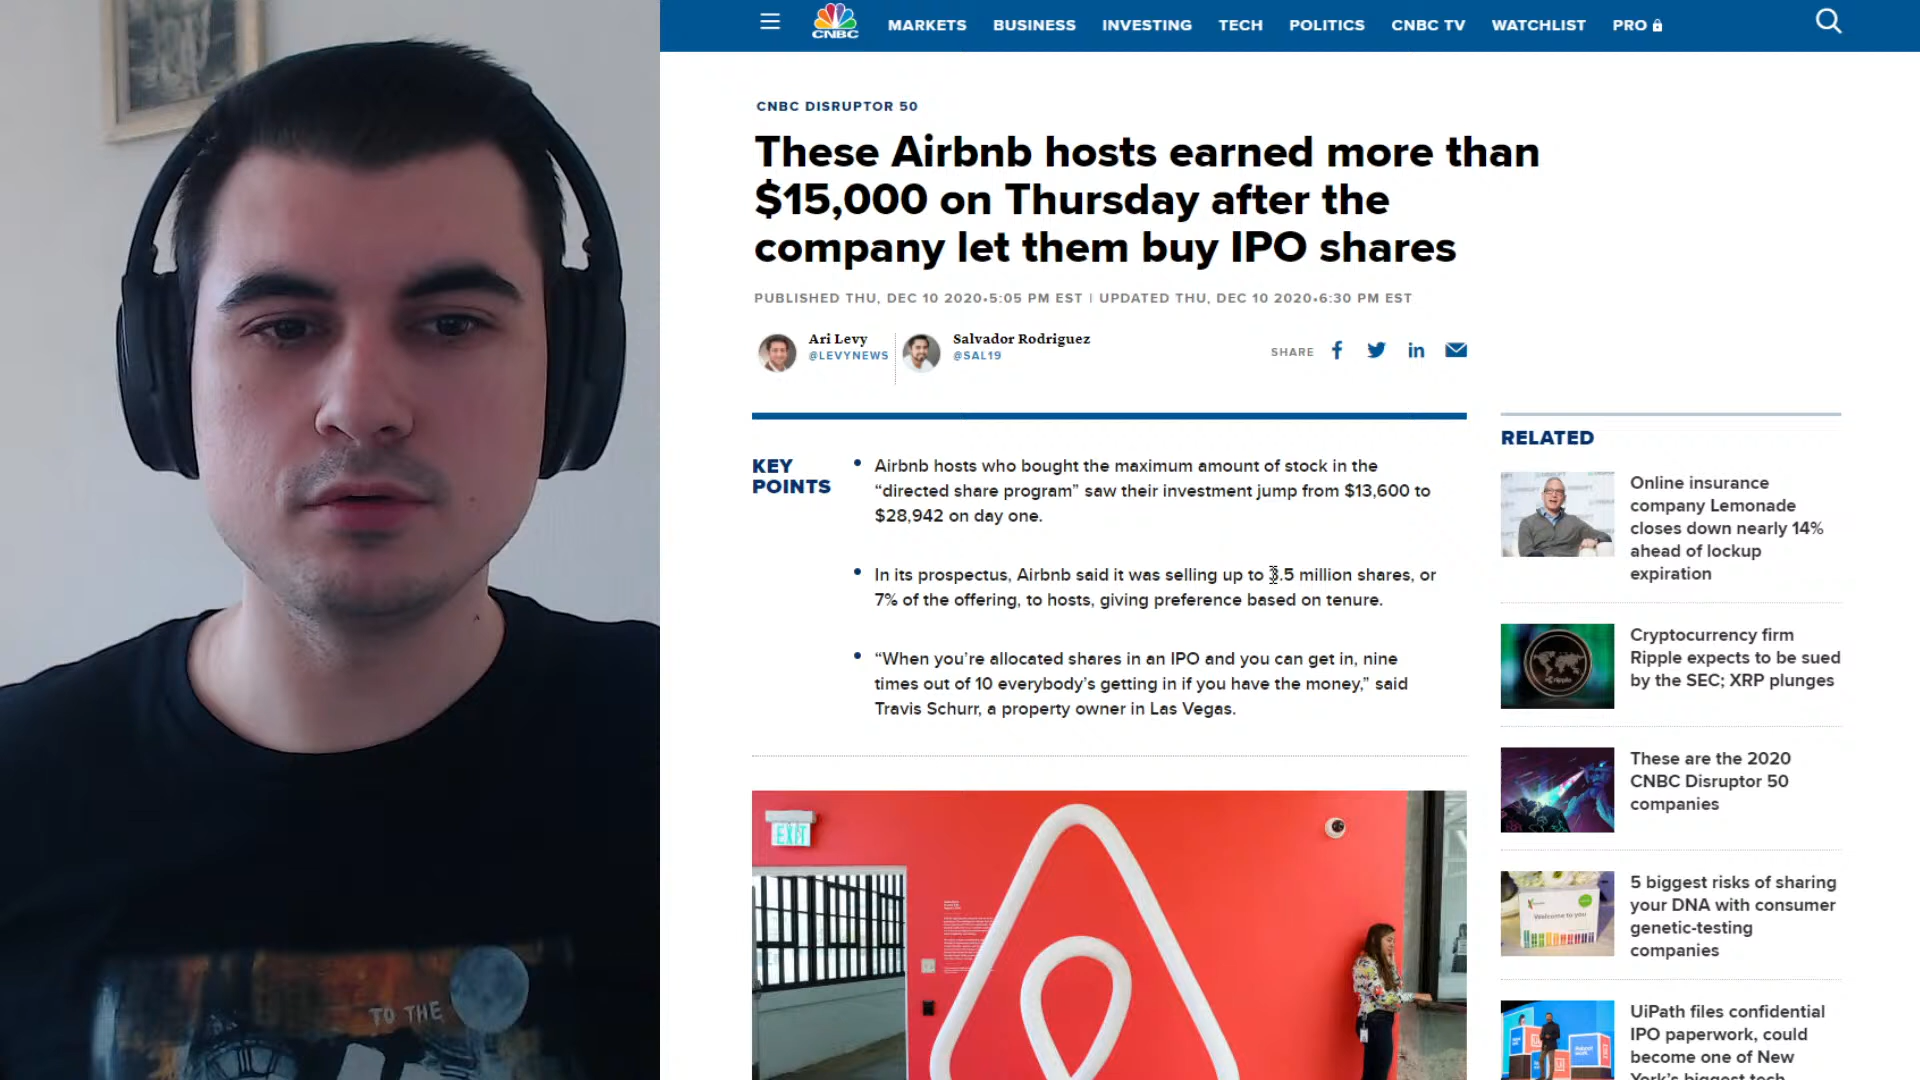 MARKETS BUSINESS INVESTING TECH POLITICS CNBC TV WATCHLIST PRO
CNBC
CNBC DISRUPTOR 50
These Airbnb hosts earned more than
$15,000 on Thursday after the
company let them buy IPO shares
PUBLISHED THU, DEC 10 2020•5:05 PM EST | UPDATED THU, DEC 10 2020•6:30 PM EST
Ari Levy
@LEVYNEWS
Salvador Rodriguez
@SAL19
SHARE
KEY
POINTS
Airbnb hosts who bought the maximum amount of stock in the
“directed share program” saw their investment jump from $13,600 to
$28,942 on day one.
In its prospectus, Airbnb said it was selling up to .5 million shares, or
7% of the offering, to hosts, giving preference based on tenure.
“When you’re allocated shares in an IPO and you can get in, nine
times out of 10 everybody’s getting in if you have the money,” said
Travis Schurr, a property owner in Las Vegas.
RELATED
Online insurance
company Lemonade
closes down nearly 14%
ahead of lockup
expiration
Cryptocurrency firm
Ripple expects to be sued
by the SEC; XRP plunges
These are the 2020
CNBC Disruptor 50
companies
5 biggest risks of sharing
your DNA with consumer
genetic-testing
companies
UiPath files confidential
IPO paperwork, could
become one of New
York’s biggest tech
EXIT
ripple
Welcome to you
TO THE